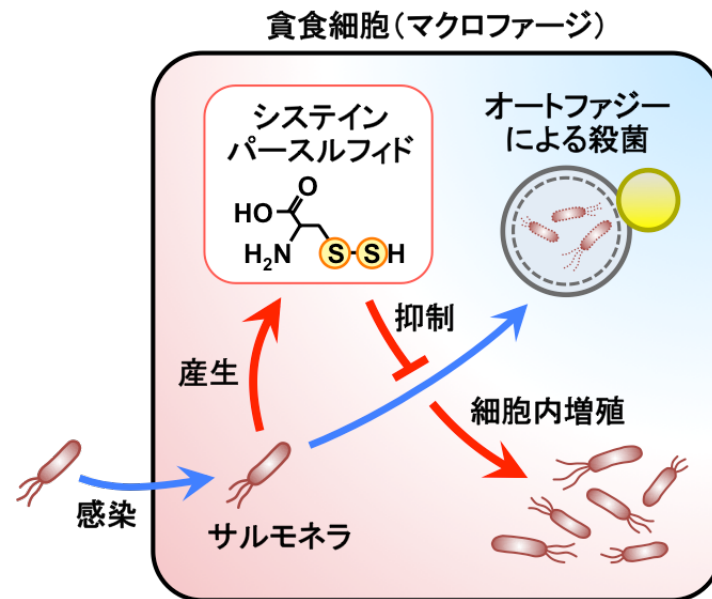 貪食細胞（マクロファージ）
システイン
パースルフィド
O
HO
H2N
S
SH
オートファジー
による殺菌
抑制
産生
細胞内増殖
感染
サルモネラ